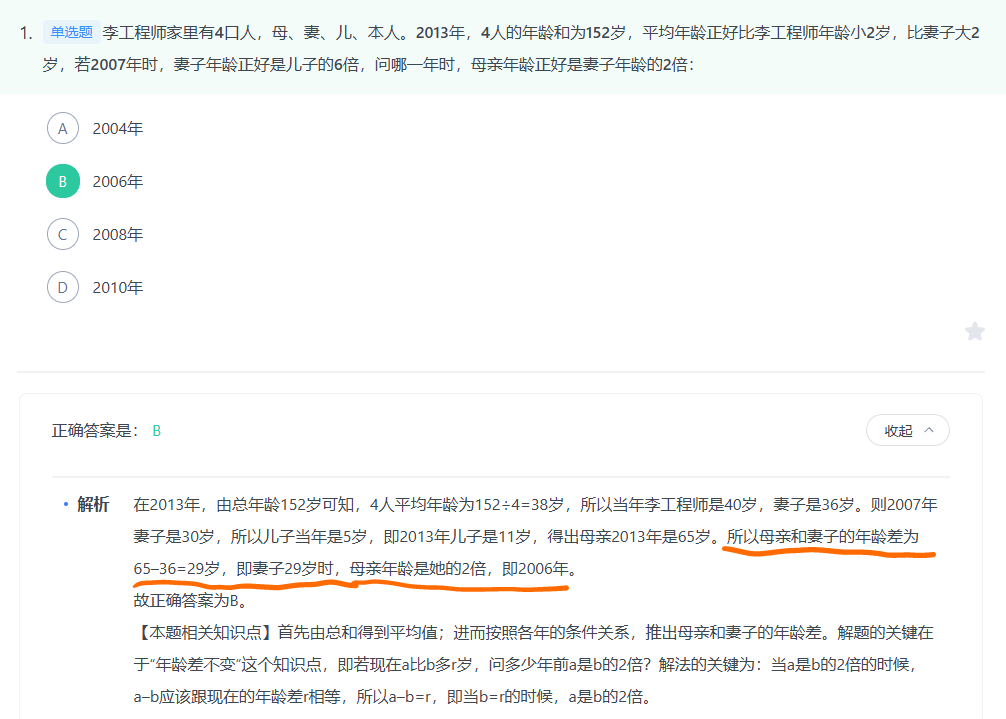 1. 单选题 李工程师家里有4口人，母、妻、儿、本人。2013年，4人的年龄和为152岁，平均年龄正好比李工程师年龄小2岁，比妻子大2
岁，若2007年时，妻子年龄正好是儿子的6倍，问哪一年时，母亲年龄正好是妻子年龄的2倍：
A 2004年
B 2006年
C 2008年
D 2010年
正确答案是： B 收起
• 解析 在2013年，由总年龄152岁可知，4人平均年龄为152÷4=38岁，所以当年李工程师是40岁，妻子是36岁。则2007年
妻子是30岁，所以儿子当年是5岁，即2013年儿子是11岁，得出母亲2013年是65岁。所以母亲和妻子的年龄差为
65–36=29岁，即妻子29岁时，母亲年龄是她的2倍，即2006年。
故正确答案为B。
【本题相关知识点】首先由总和得到平均值；进而按照各年的条件关系，推出母亲和妻子的年龄差。解题的关键在
于“年龄差不变”这个知识点，即若现在a比b多r岁，问多少年前a是b的2倍？解法的关键为：当a是b的2倍的时候，
a–b应该跟现在的年龄差r相等，所以a–b=r，即当b=r的时候，a是b的2倍。